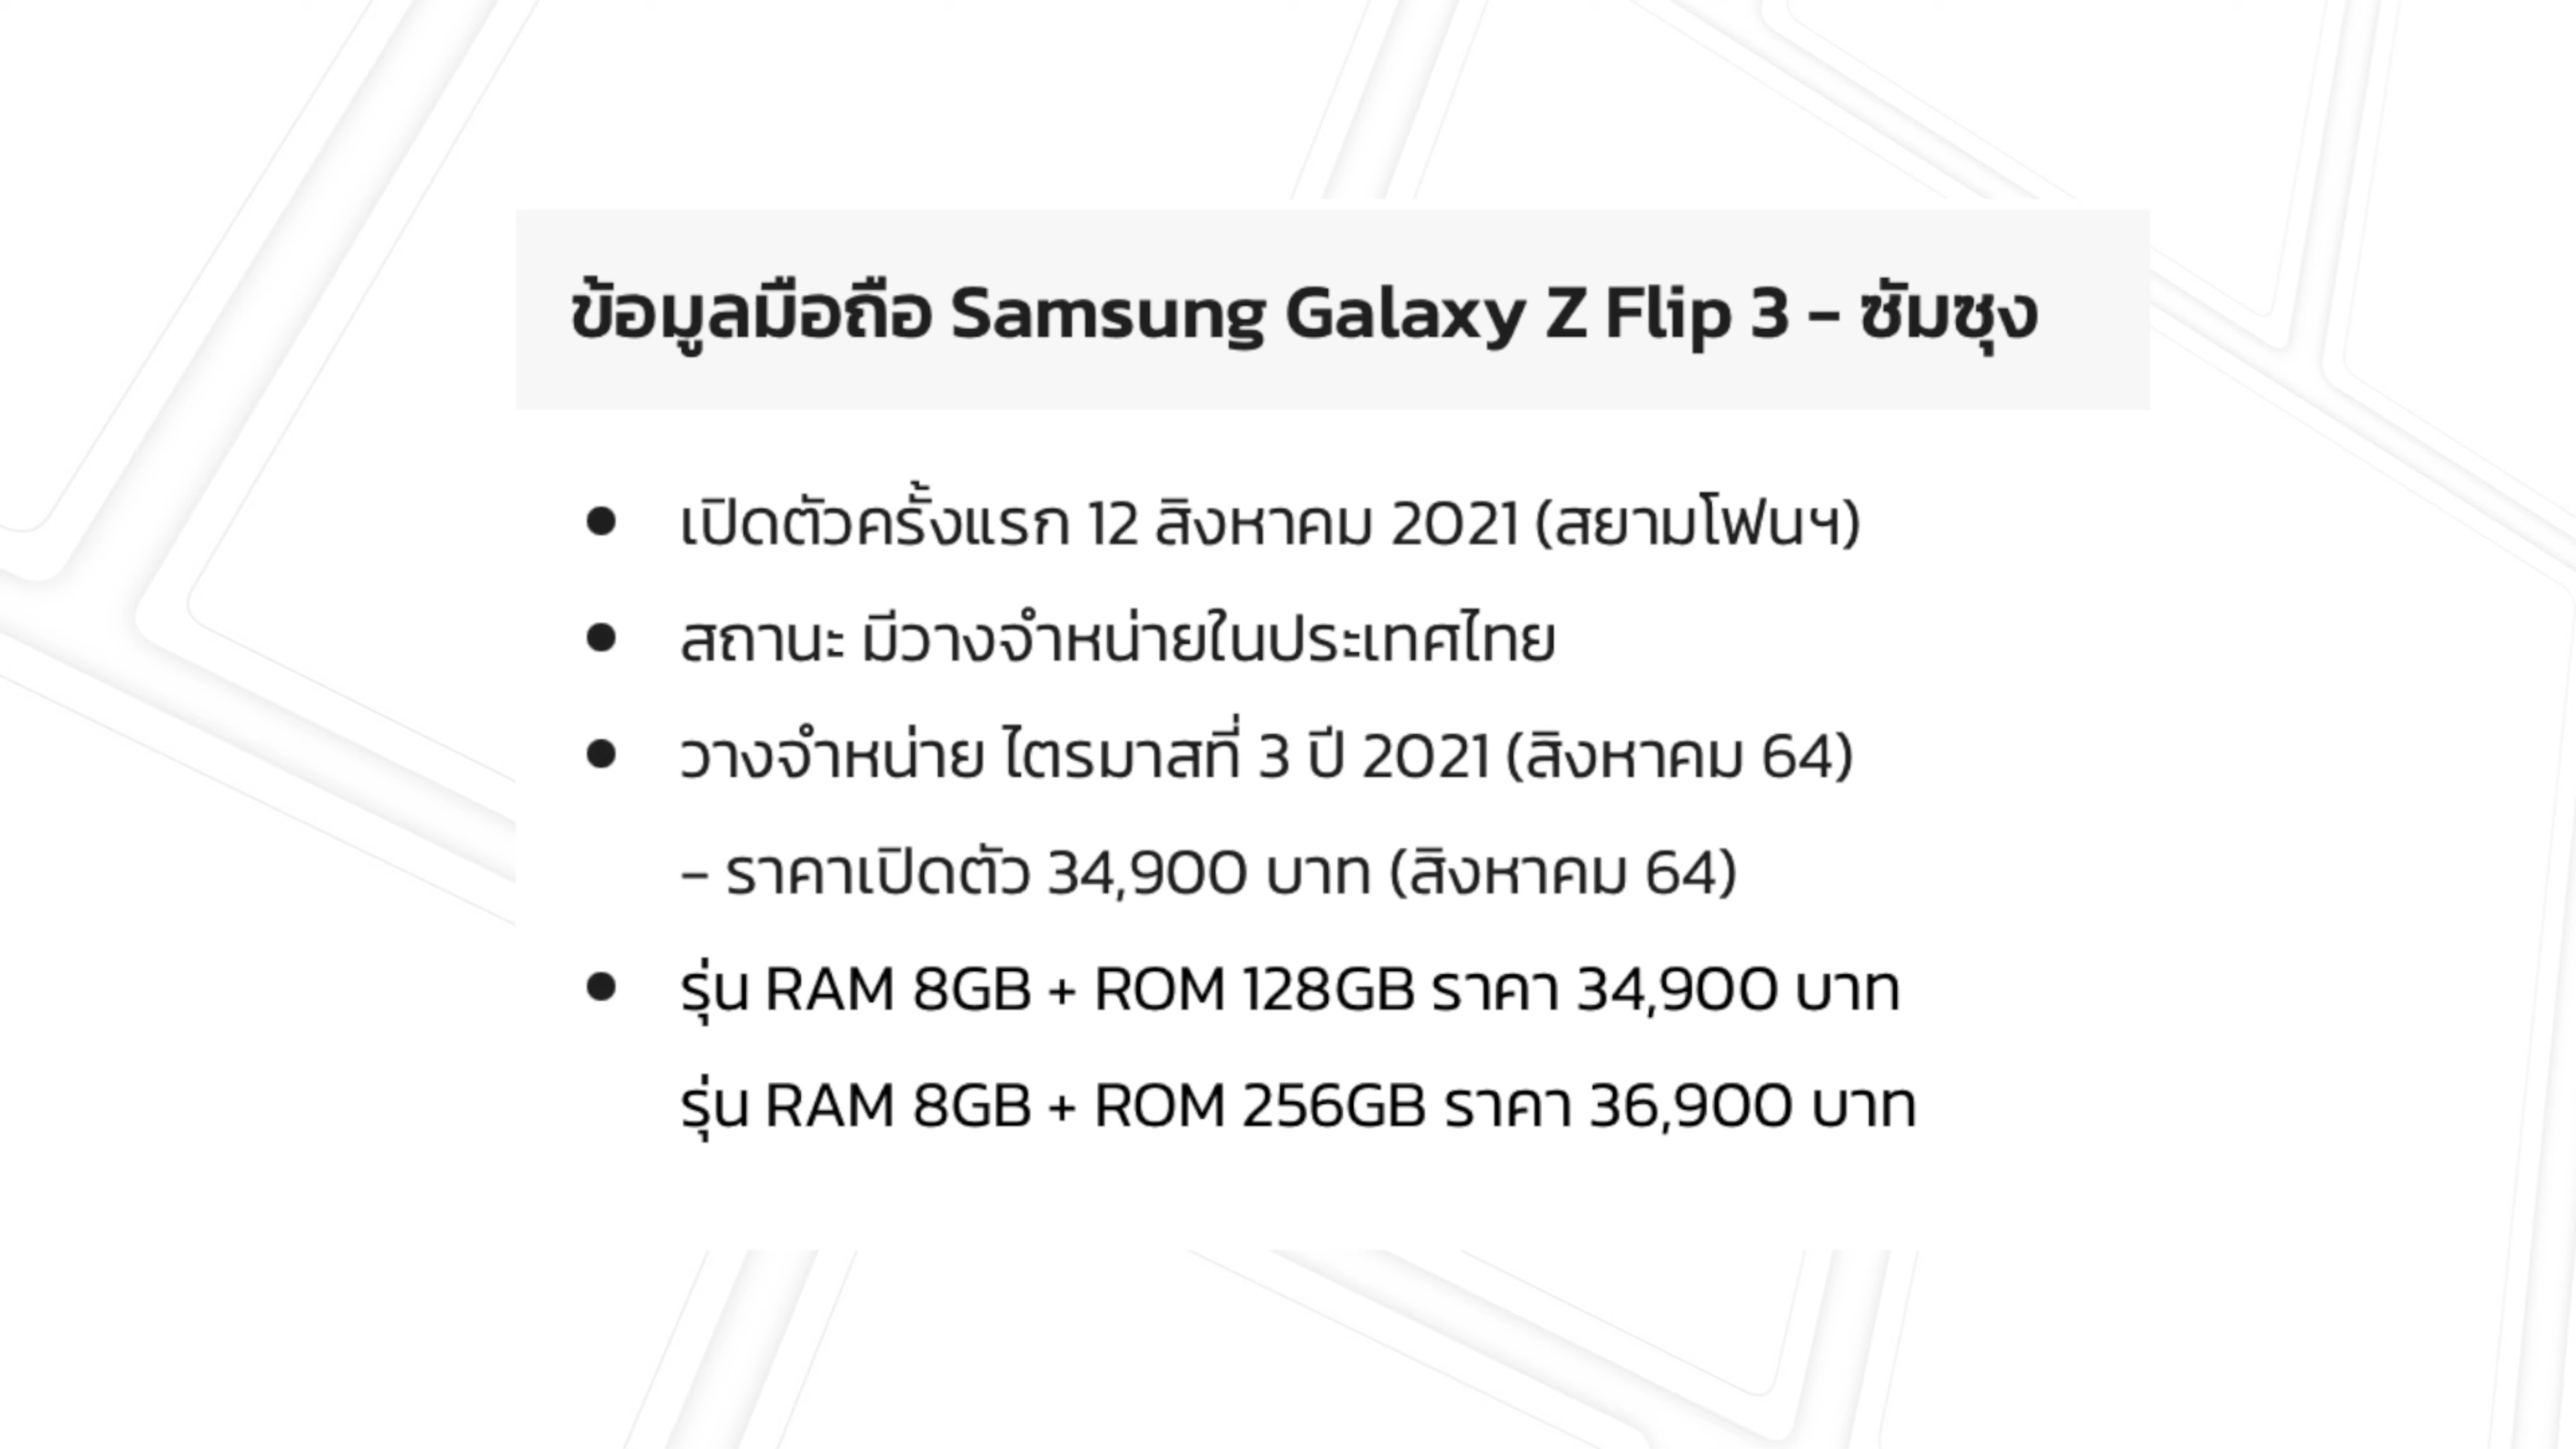 ข้อมูลมือถือ Samsung Galaxy Z Flip 3 – ซัมซุง
● เปิดตัวครั้งแรก 12 สิงหาคม 2021 (สยามโฟนฯ)
● สถานะ มีวางจำหน่ายในประเทศไทย
● วางจำหน่าย ไตรมาสที่ 3 ปี 2021 (สิงหาคม 64)
– ราคาเปิดตัว 34,900 บาท (สิงหาคม 64)
● รุ่น RAM 8GB + ROM 128GB ราคา 34,900 บาท
รุ่น RAM 8GB + ROM 256GB ราคา 36,900 บาท